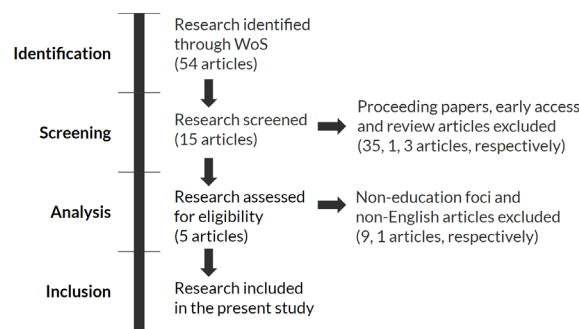 Identification
Research identified
through WoS
(54 articles)
Screening
Research screened
(15 articles)
Proceeding papers, early access
and review articles excluded
(35, 1, 3 articles, respectively)
Analysis
Research assessed
for eligibility
(5 articles)
Non-education foci and
non-English articles excluded
(9, 1 articles, respectively)
Inclusion
Research included
in the present study